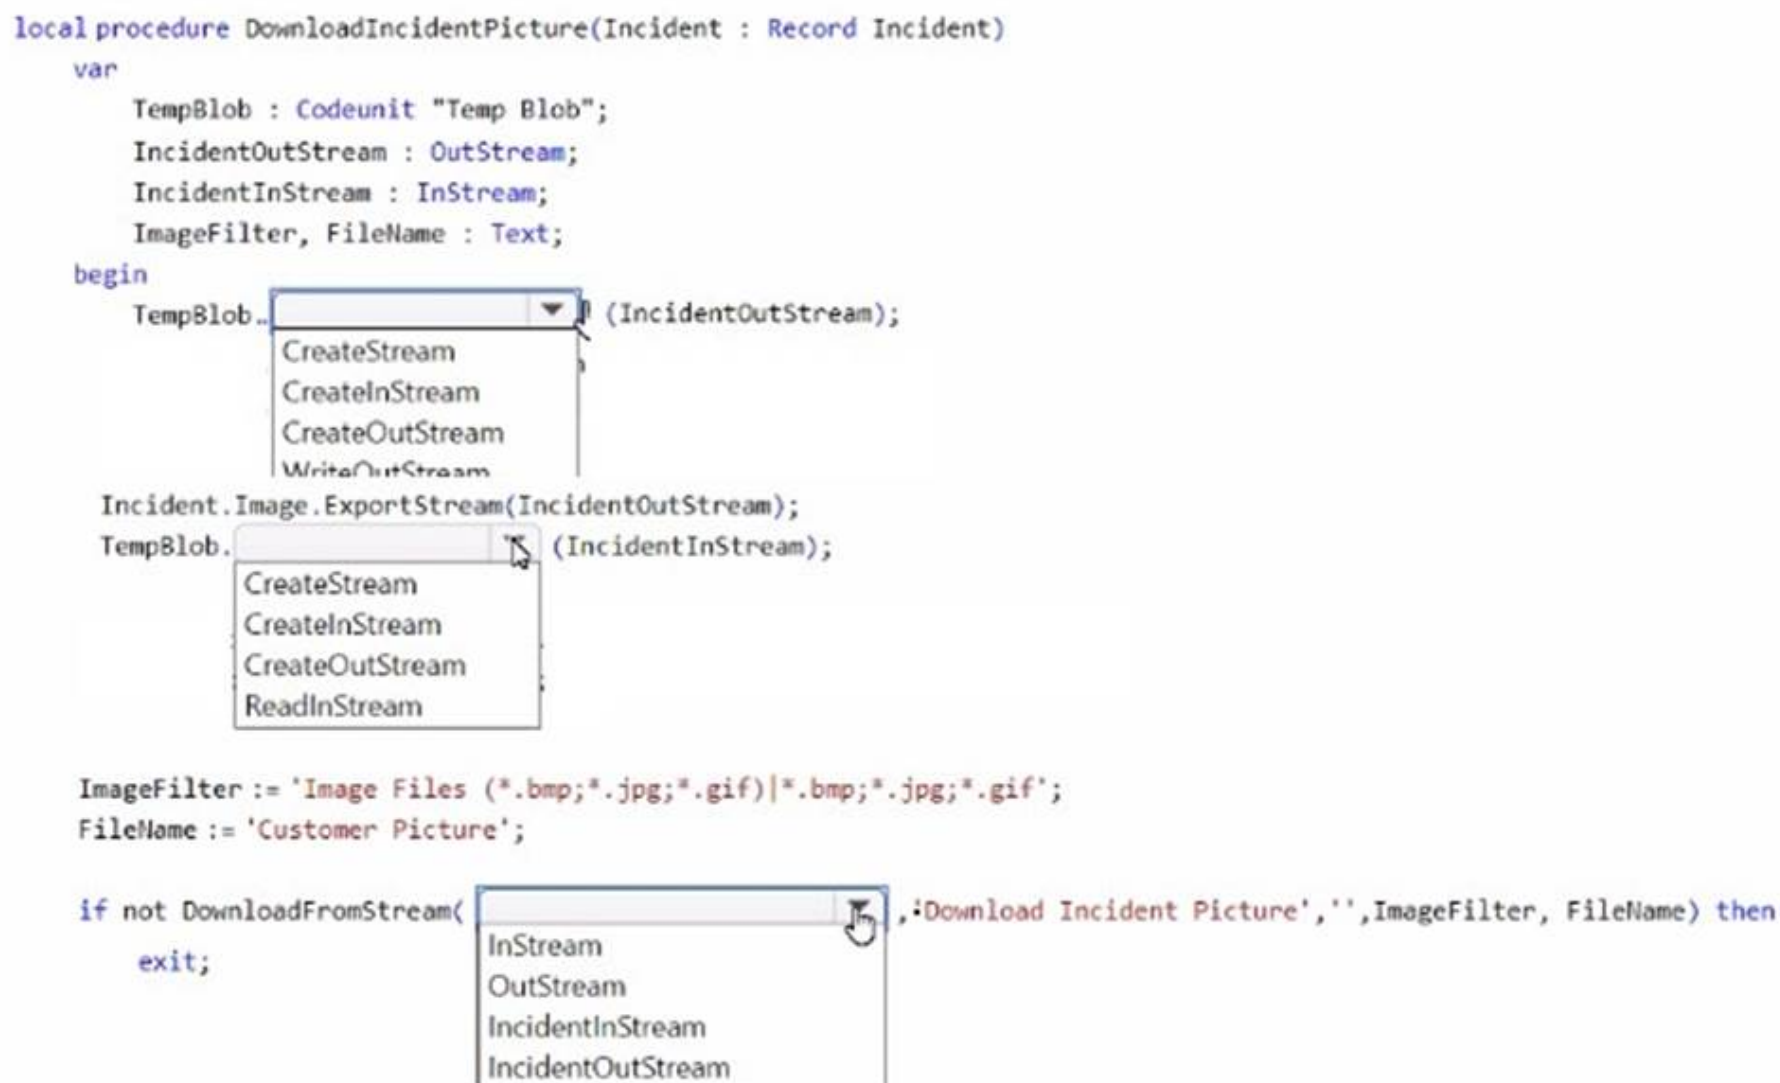 local procedure DownloadIncidentPicture(Incident : Record Incident)
var
TempBlob : Codeunit "Temp Blob";
IncidentOutStream : OutStream;
IncidentInStream : InStream;
ImageFilter, FileName : Text;
begin
TempBlob. (IncidentOutStream);
CreateStream
CreateInStream
CreateOutStream
WriteOutStream
Incident.Image.ExportStream(IncidentOutStream);
TempBlob. (IncidentInStream);
CreateStream
CreateInStream
CreateOutStream
ReadInStream
ImageFilter := 'Image Files (*.bmp;*.jpg;*.gif)|*.bmp;*.jpg;*.gif';
FileName := 'Customer Picture';
if not DownloadFromStream( ,'Download Incident Picture','',ImageFilter, FileName) then
exit;
InStream
OutStream
IncidentInStream
IncidentOutStream